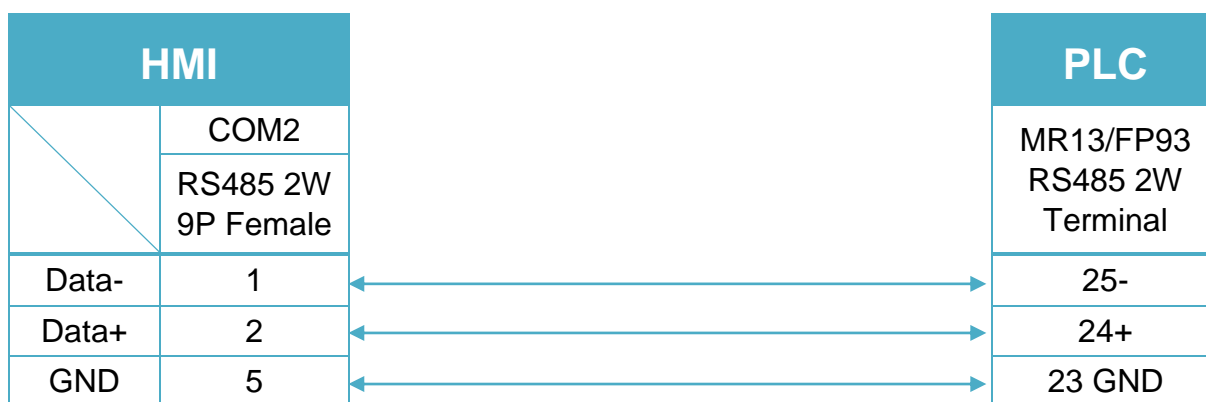 HMI
PLC
COM2
RS485 2W
9P Female
MR13/FP93
RS485 2W
Terminal
Data-
1
25-
Data+
2
24+
GND
5
23 GND